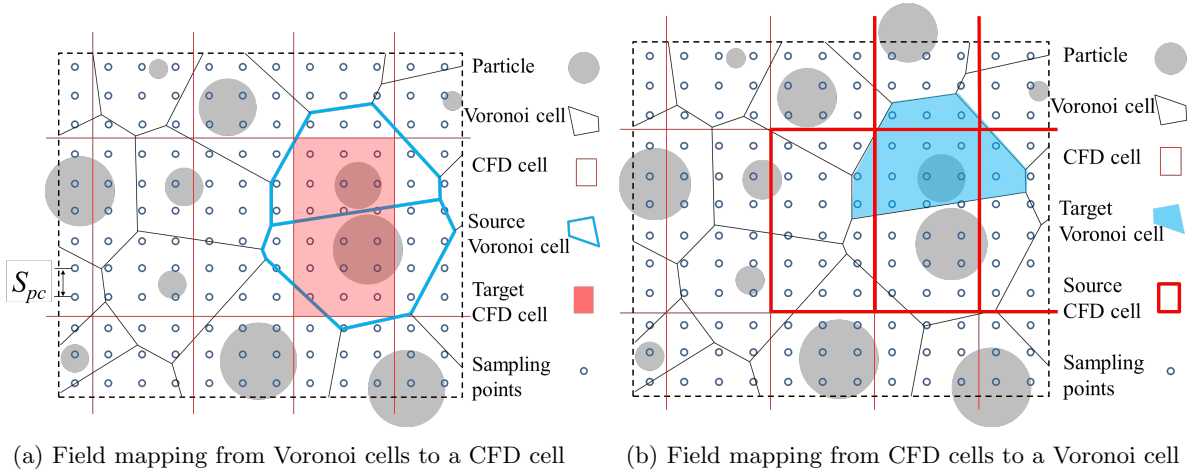 Particle
Voronoi cell
CFD cell
Source
Voronoi cell
Target
CFD cell
Sampling
points
S_pc
(a) Field mapping from Voronoi cells to a CFD cell
Particle
Voronoi cell
CFD cell
Target
Voronoi cell
Source
CFD cell
Sampling
points
(b) Field mapping from CFD cells to a Voronoi cell